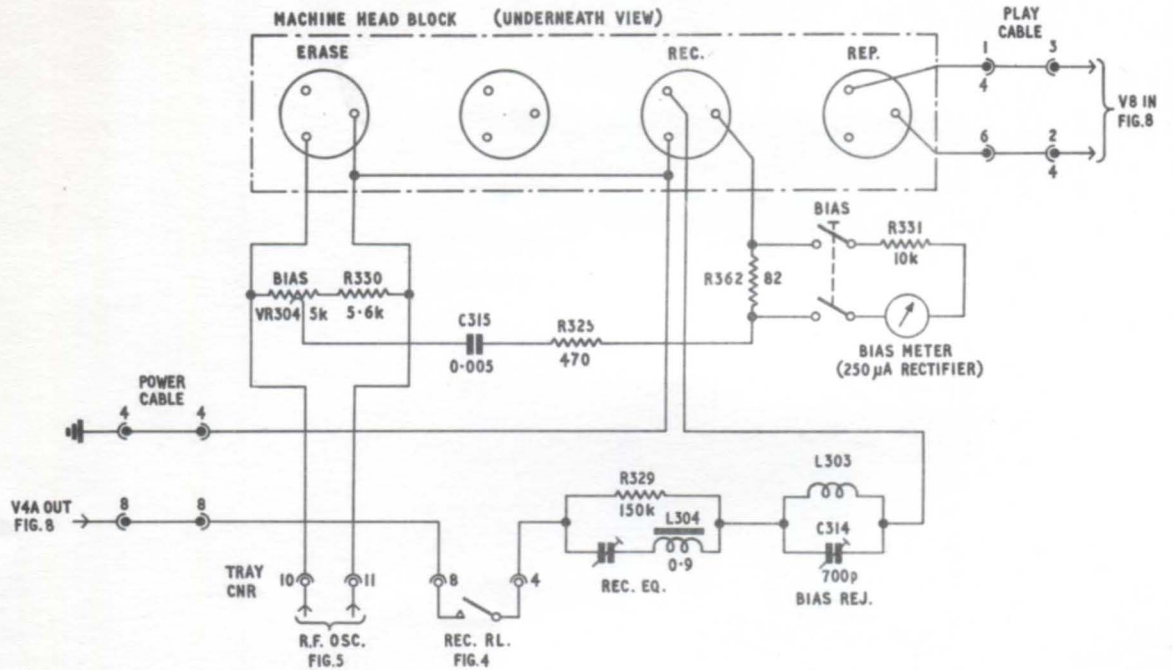 MACHINE HEAD BLOCK (UNDERNEATH VIEW)
PLAY
CABLE
ERASE
REC.
REP.
1
3
4
V8 IN
FIG.8
6
2
4
BIAS
R331
10k
R362
82
BIAS
R330
VR304
5k
5·6k
C315
0·005
R325
470
BIAS METER
(250 µA RECTIFIER)
POWER
CABLE
4
4
V4A OUT
FIG. 8
8
8
R329
150k
L304
0·9
REC. EQ.
L303
C314
700p
BIAS REJ.
TRAY
CNR
10
11
8
4
R.F. OSC.
FIG.5
REC. RL.
FIG.4